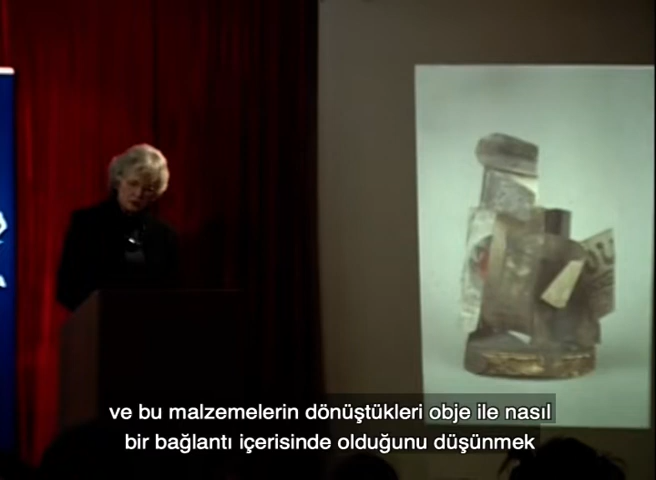 ve bu malzemelerin dönüştükleri obje ile nasıl
bir bağlantı içerisinde olduğunu düşünmek